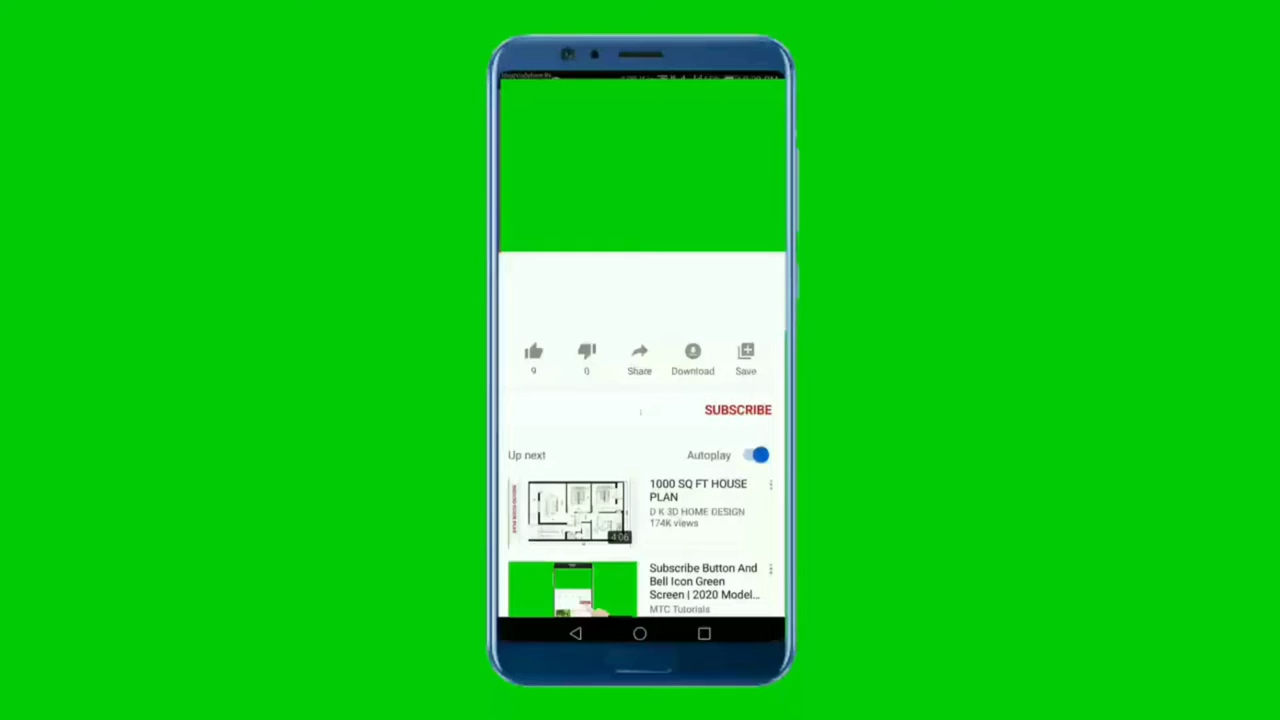 9
0
Share
Download
Save
SUBSCRIBE
Up next
Autoplay
1000 SQ FT HOUSE
PLAN
D K 3D HOME DESIGN
174K views
4:06
Subscribe Button And
Bell Icon Green
Screen | 2020 Model...
MTC Tutorials